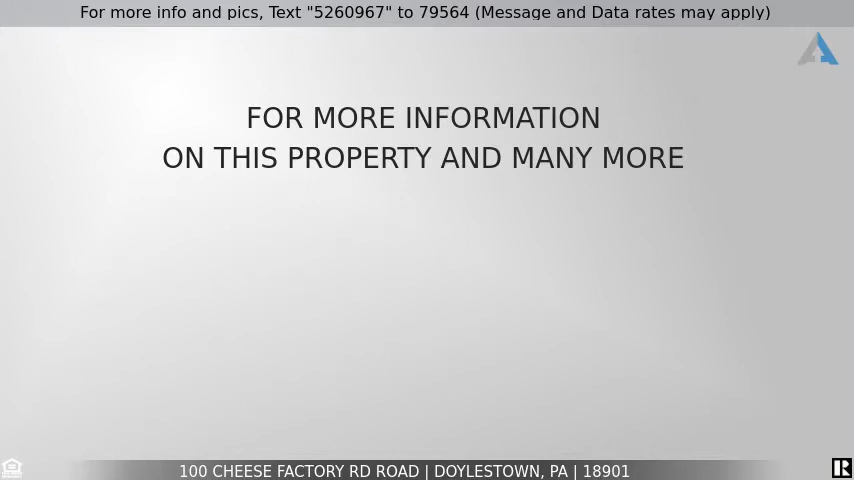 For more info and pics, Text "5260967" to 79564 (Message and Data rates may apply)
FOR MORE INFORMATION
ON THIS PROPERTY AND MANY MORE
100 CHEESE FACTORY RD ROAD | DOYLESTOWN, PA | 18901